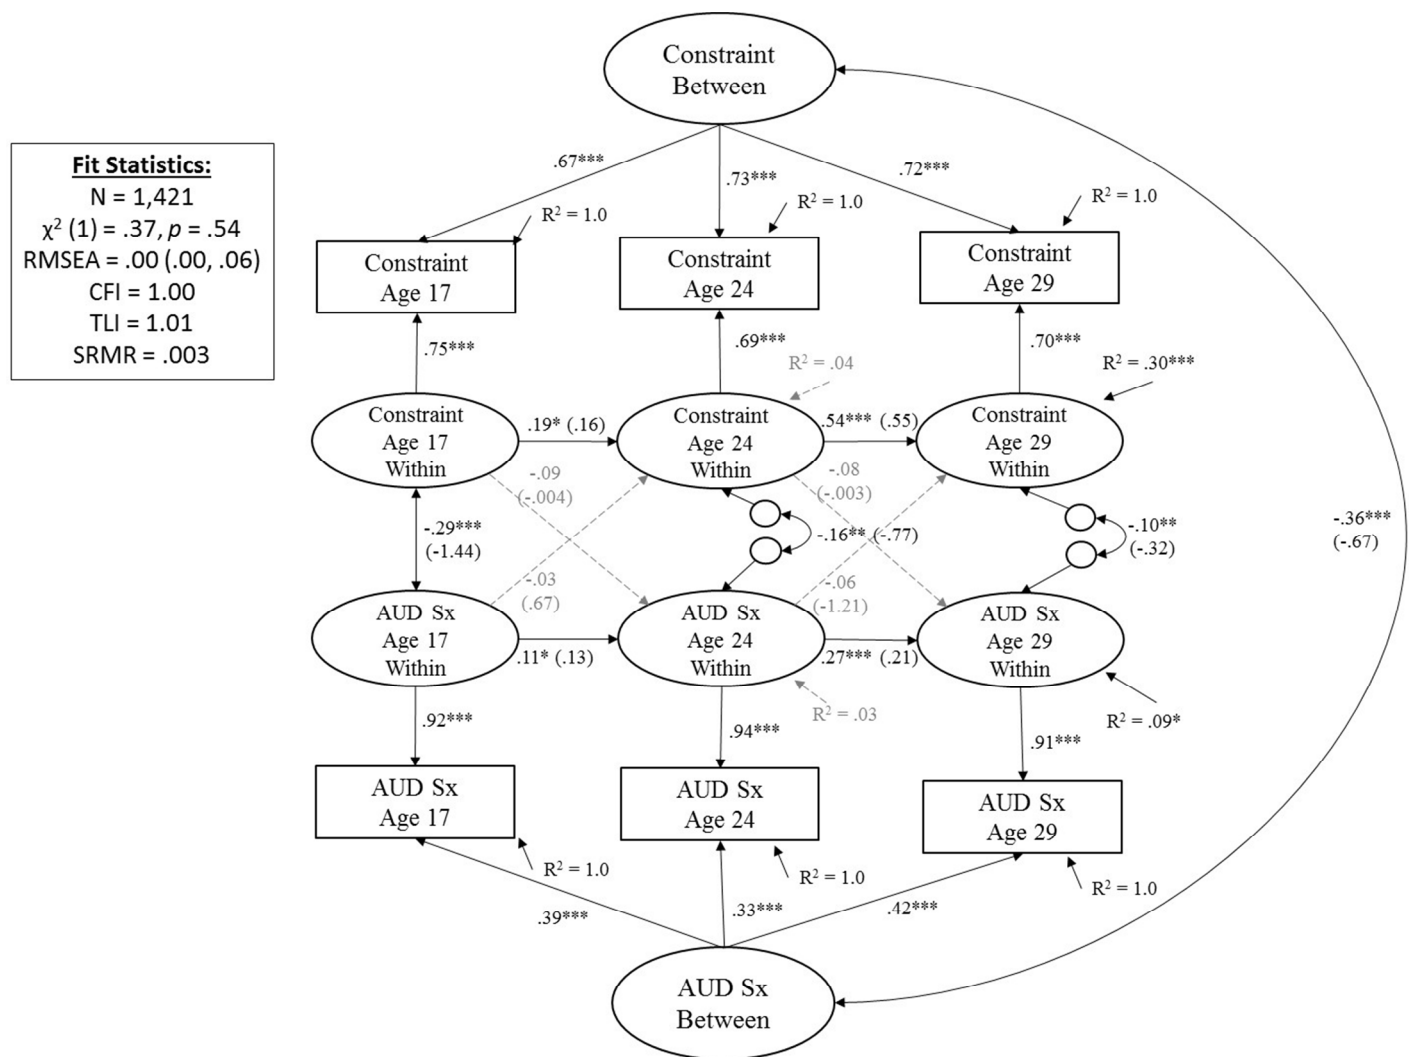 Constraint
Between
Fit Statistics:
N = 1,421
χ² (1) = .37, p = .54
RMSEA = .00 (.00, .06)
CFI = 1.00
TLI = 1.01
SRMR = .003
.67***
.73***
.72***
R² = 1.0
R² = 1.0
R² = 1.0
Constraint
Age 17
Constraint
Age 24
Constraint
Age 29
.75***
.69***
.70***
R² = .04
R² = .30***
Constraint
Age 17
Within
.19* (.16)
Constraint
Age 24
Within
.54*** (.55)
Constraint
Age 29
Within
-.09
(-.004)
-.08
(-.003)
-.29***
(-1.44)
-.16** (-.77)
-.10**
(-.32)
-.36***
(-.67)
-.03
(.67)
-.06
(-1.21)
AUD Sx
Age 17
Within
.11* (.13)
AUD Sx
Age 24
Within
.27*** (.21)
AUD Sx
Age 29
Within
R² = .03
R² = .09*
.92***
.94***
.91***
AUD Sx
Age 17
AUD Sx
Age 24
AUD Sx
Age 29
R² = 1.0
R² = 1.0
R² = 1.0
.39***
.33***
.42***
AUD Sx
Between